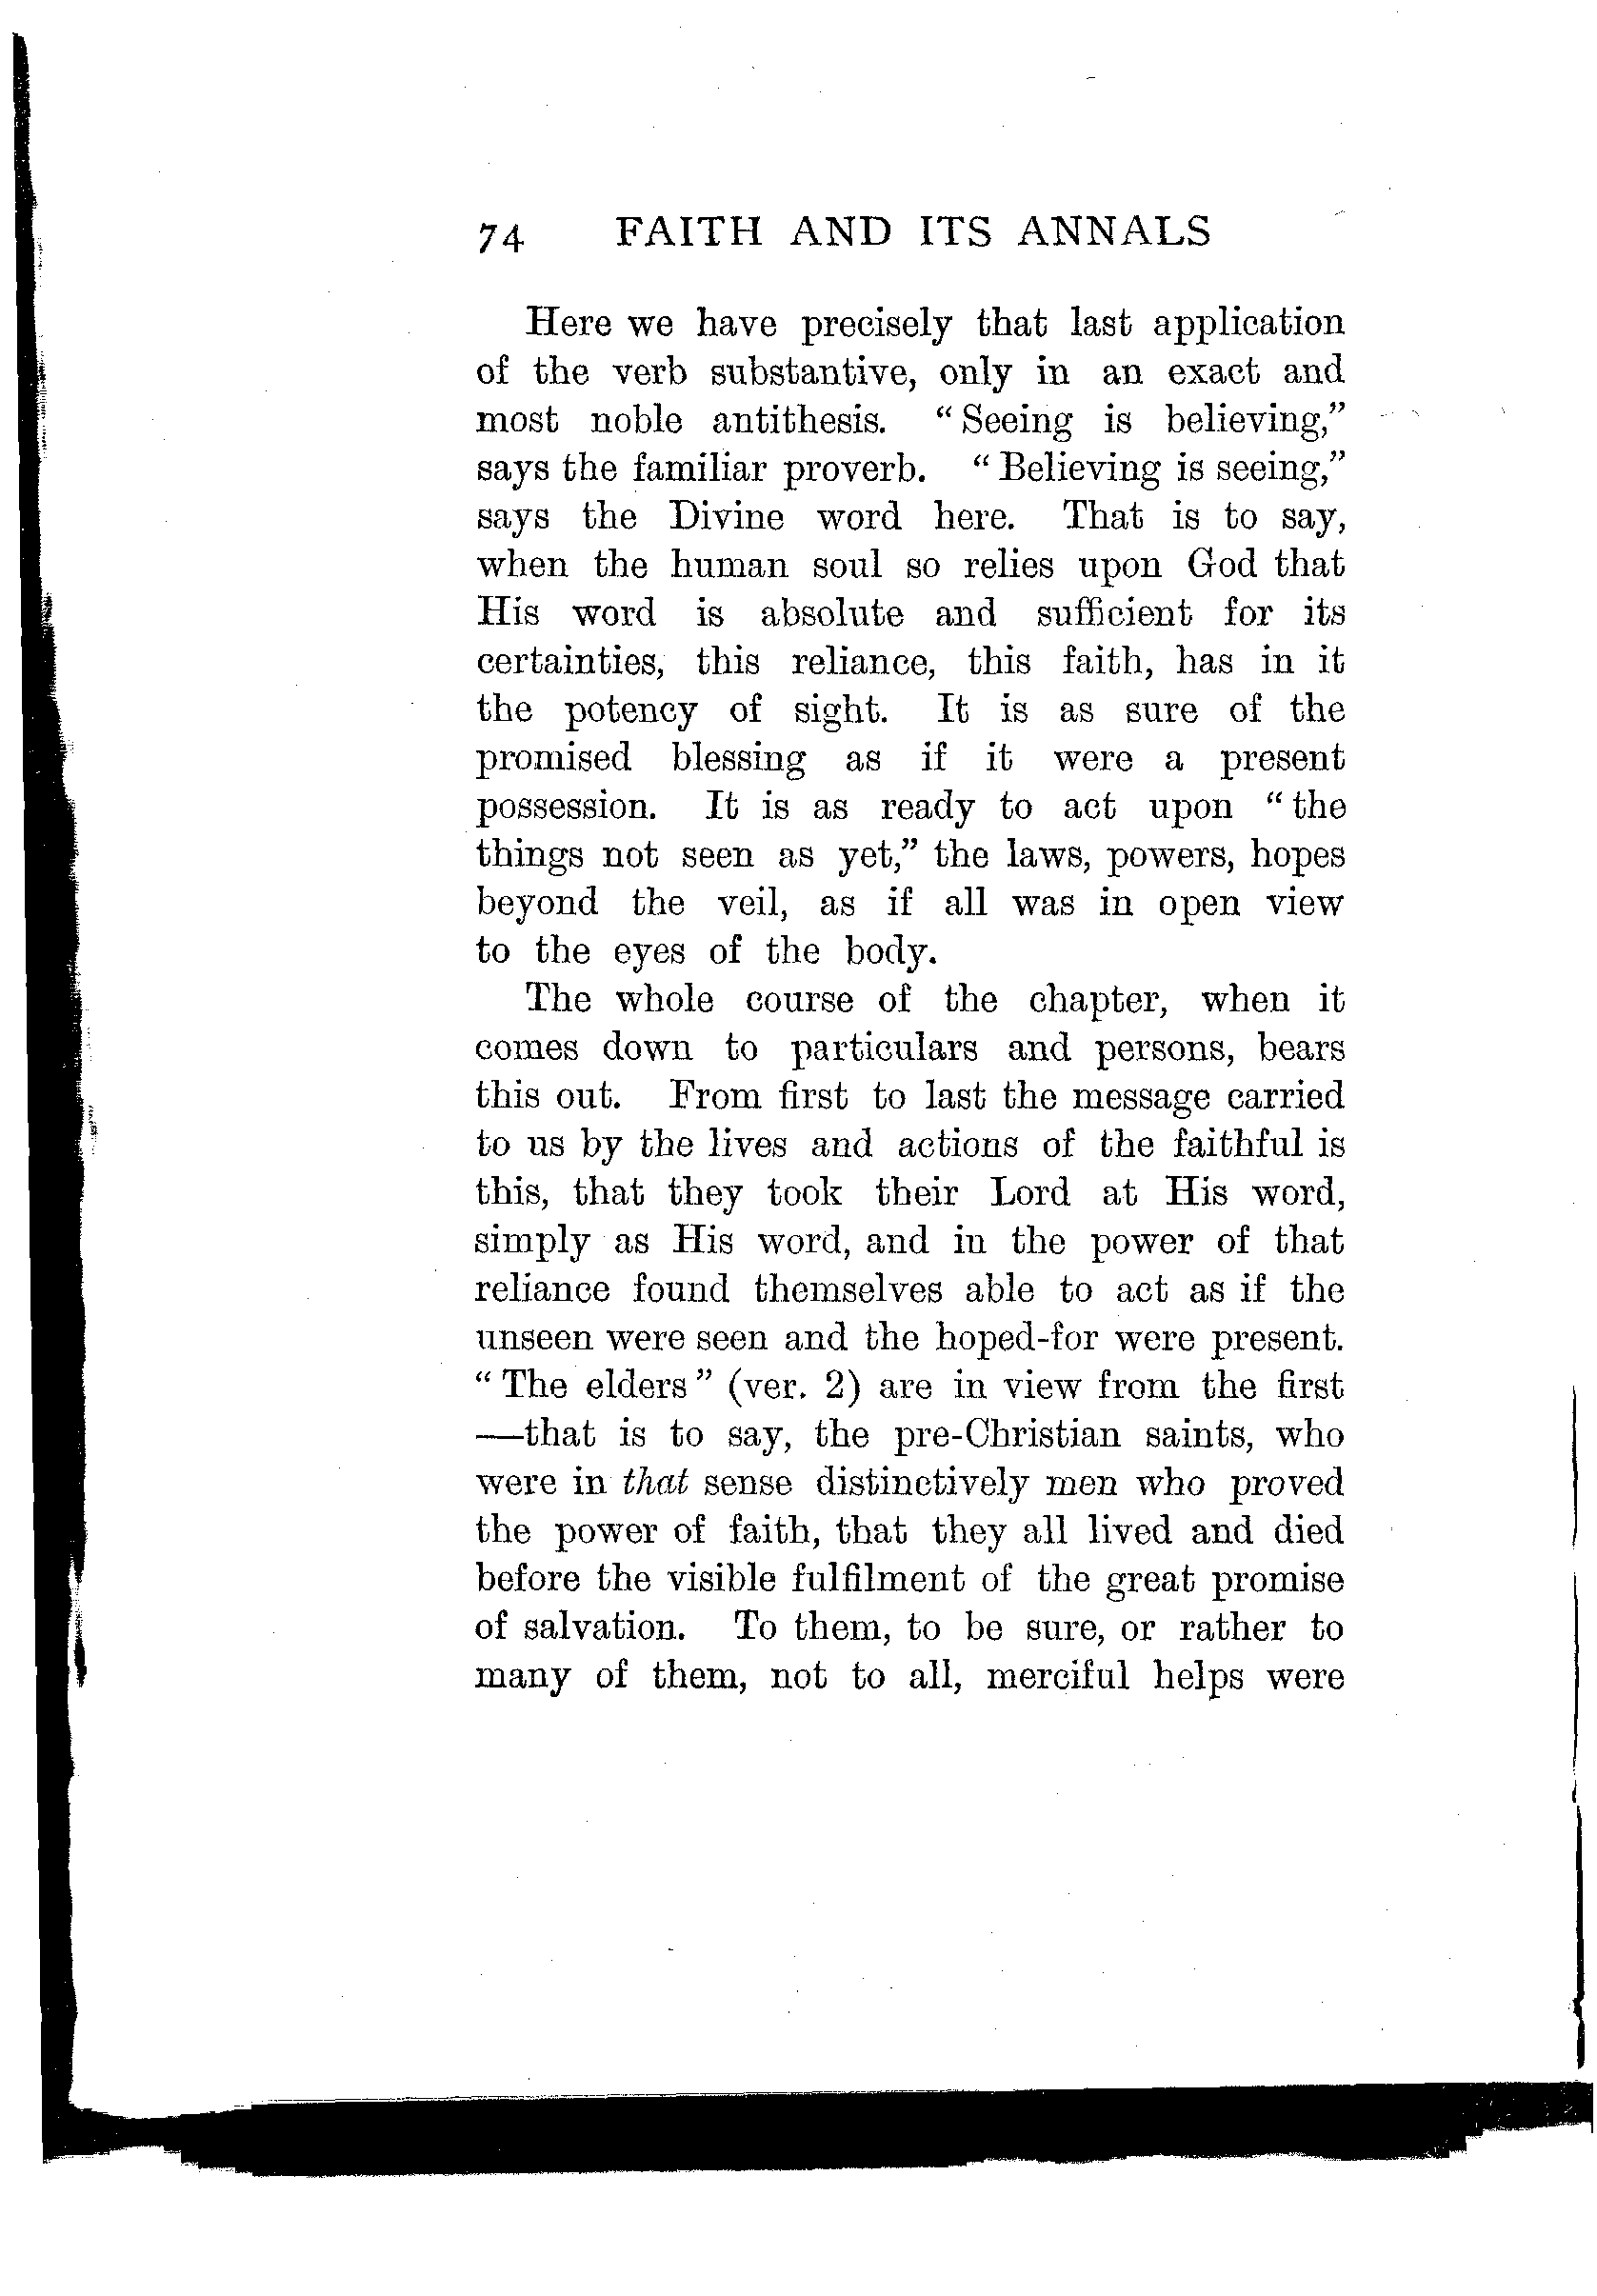 74 FAITH AND ITS ANNALS
Here we have precisely that last application
of the verb substantive, only in an exact and
most noble antithesis. "Seeing is believing,"
says the familiar proverb. "Believing is seeing,"
says the Divine word here. That is to say,
when the human soul so relies upon God that
His word is absolute and sufficient for its
certainties, this reliance, this faith, has in it
the potency of sight. It is as sure of the
promised blessing as if it were a present
possession. It is as ready to act upon "the
things not seen as yet," the laws, powers, hopes
beyond the veil, as if all was in open view
to the eyes of the body.
The whole course of the chapter, when it
comes down to particulars and persons, bears
this out. From first to last the message carried
to us by the lives and actions of the faithful is
this, that they took their Lord at His word,
simply as His word, and in the power of that
reliance found themselves able to act as if the
unseen were seen and the hoped-for were present.
"The elders" (ver. 2) are in view from the first
—that is to say, the pre-Christian saints, who
were in that sense distinctively men who proved
the power of faith, that they all lived and died
before the visible fulfilment of the great promise
of salvation. To them, to be sure, or rather to
many of them, not to all, merciful helps were